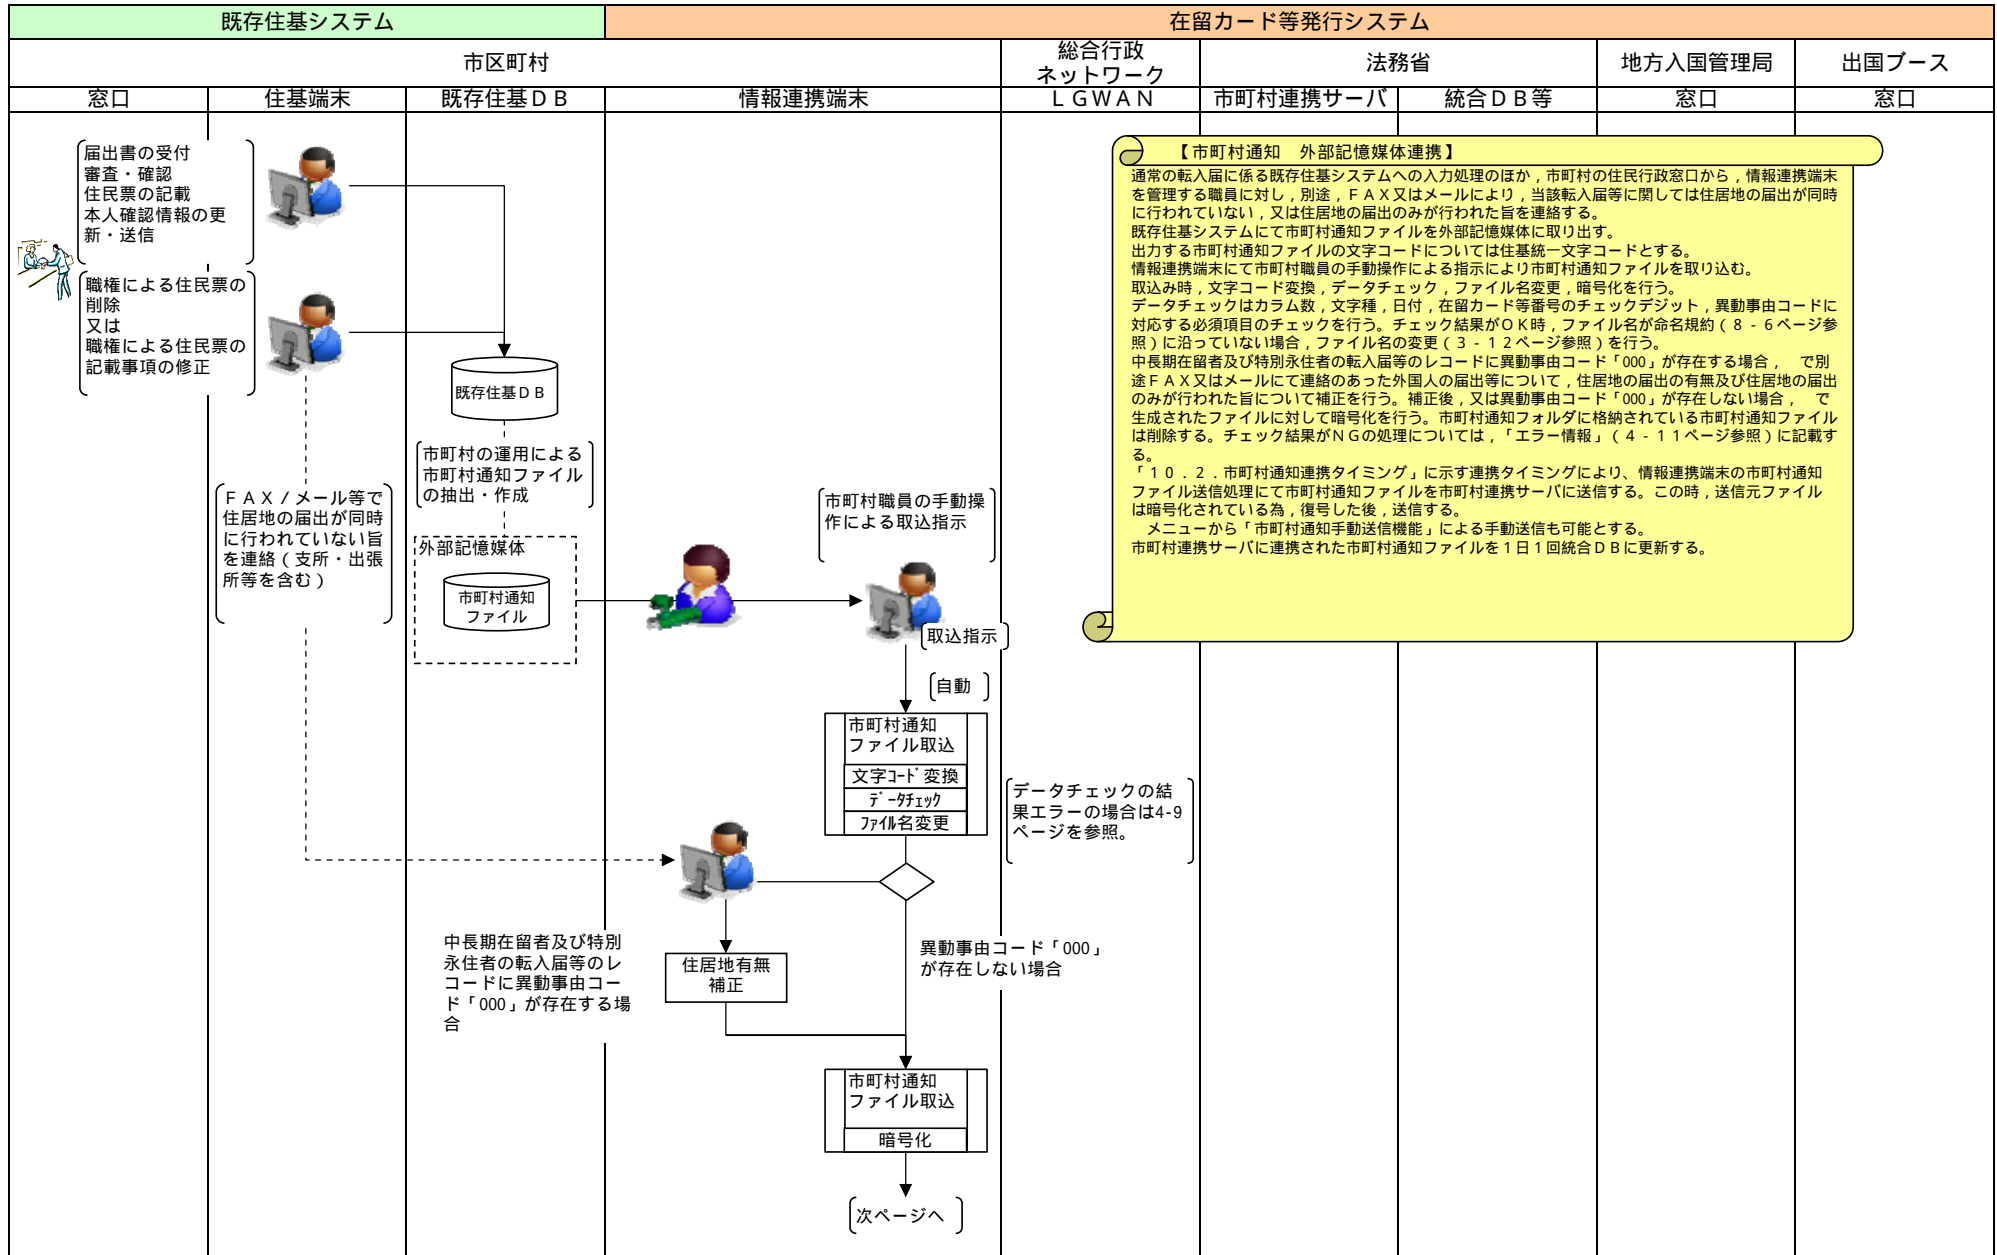 既存住基システム
在留カード等発行システム
市区町村
総合行政
ネットワーク
法務省
地方入国管理局
出国ブース
窓口
住基端末
既存住基ＤＢ
情報連携端末
ＬＧＷＡＮ
市町村連携サーバ
統合ＤＢ等
窓口
窓口
届出書の受付
審査・確認
住民票の記載
本人確認情報の更
新・送信
職権による住民票の
削除
又は
職権による住民票の
記載事項の修正
既存住基ＤＢ
市町村の運用による
市町村通知ファイル
の抽出・作成
ＦＡＸ／メール等で
住居地の届出が同時
に行われていない旨
を連絡（支所・出張
所等を含む）
外部記憶媒体
市町村通知
ファイル
市町村職員の手動操
作による取込指示
取込指示
自動
市町村通知
ファイル取込
文字ｺｰﾄﾞ変換
ﾃﾞｰﾀﾁｪｯｸ
ﾌｧｲﾙ名変更
データチェックの結
果エラーの場合は4-9
ページを参照。
中長期在留者及び特別
永住者の転入届等のレ
コードに異動事由コー
ド「000」が存在する場
合
住居地有無
補正
異動事由コード「000」
が存在しない場合
市町村通知
ファイル取込
暗号化
次ページへ
【市町村通知　外部記憶媒体連携】
通常の転入届に係る既存住基システムへの入力処理のほか，市町村の住民行政窓口から，情報連携端末
を管理する職員に対し，別途，ＦＡＸ又はメールにより，当該転入届等に関しては住居地の届出が同時
に行われていない，又は住居地の届出のみが行われた旨を連絡する。
既存住基システムにて市町村通知ファイルを外部記憶媒体に取り出す。
出力する市町村通知ファイルの文字コードについては住基統一文字コードとする。
情報連携端末にて市町村職員の手動操作による指示により市町村通知ファイルを取り込む。
取込み時，文字コード変換，データチェック，ファイル名変更，暗号化を行う。
データチェックはカラム数，文字種，日付，在留カード等番号のチェックデジット，異動事由コードに
対応する必須項目のチェックを行う。チェック結果がＯＫ時，ファイル名が命名規約（８‐６ページ参
照）に沿っていない場合，ファイル名の変更（３‐１２ページ参照）を行う。
中長期在留者及び特別永住者の転入届等のレコードに異動事由コード「000」が存在する場合，　で別
途ＦＡＸ又はメールにて連絡のあった外国人の届出等について，住居地の届出の有無及び住居地の届出
のみが行われた旨について補正を行う。補正後，又は異動事由コード「000」が存在しない場合，　で
生成されたファイルに対して暗号化を行う。市町村通知フォルダに格納されている市町村通知ファイル
は削除する。チェック結果がＮＧの処理については，「エラー情報」（４‐１１ページ参照）に記載す
る。
「１０．２．市町村通知連携タイミング」に示す連携タイミングにより、情報連携端末の市町村通知
ファイル送信処理にて市町村通知ファイルを市町村連携サーバに送信する。この時，送信元ファイル
は暗号化されている為，復号した後，送信する。
　メニューから「市町村通知手動送信機能」による手動送信も可能とする。
市町村連携サーバに連携された市町村通知ファイルを１日１回統合ＤＢに更新する。